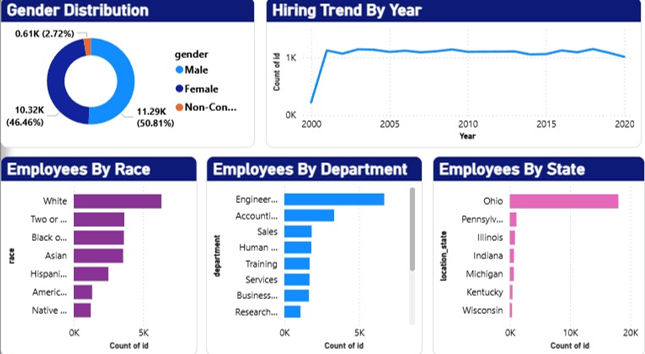 Gender Distribution
0.61K (2.72%)
10.32K
(46.46%)
11.29K
(50.81%)
gender
Male
Female
Non-Con...
Hiring Trend By Year
Count of id
1K
0K
2000 2005 2010 2015 2020
Year
Employees By Race
race
White
Two or ...
Black o...
Asian
Hispani...
Americ...
Native ...
0K 5K
Count of id
Employees By Department
department
Engineer...
Accounti...
Sales
Human ...
Training
Services
Business...
Research...
0K 5K
Count of id
Employees By State
location_state
Ohio
Pennsylv...
Illinois
Indiana
Michigan
Kentucky
Wisconsin
0K 10K 20K
Count of id